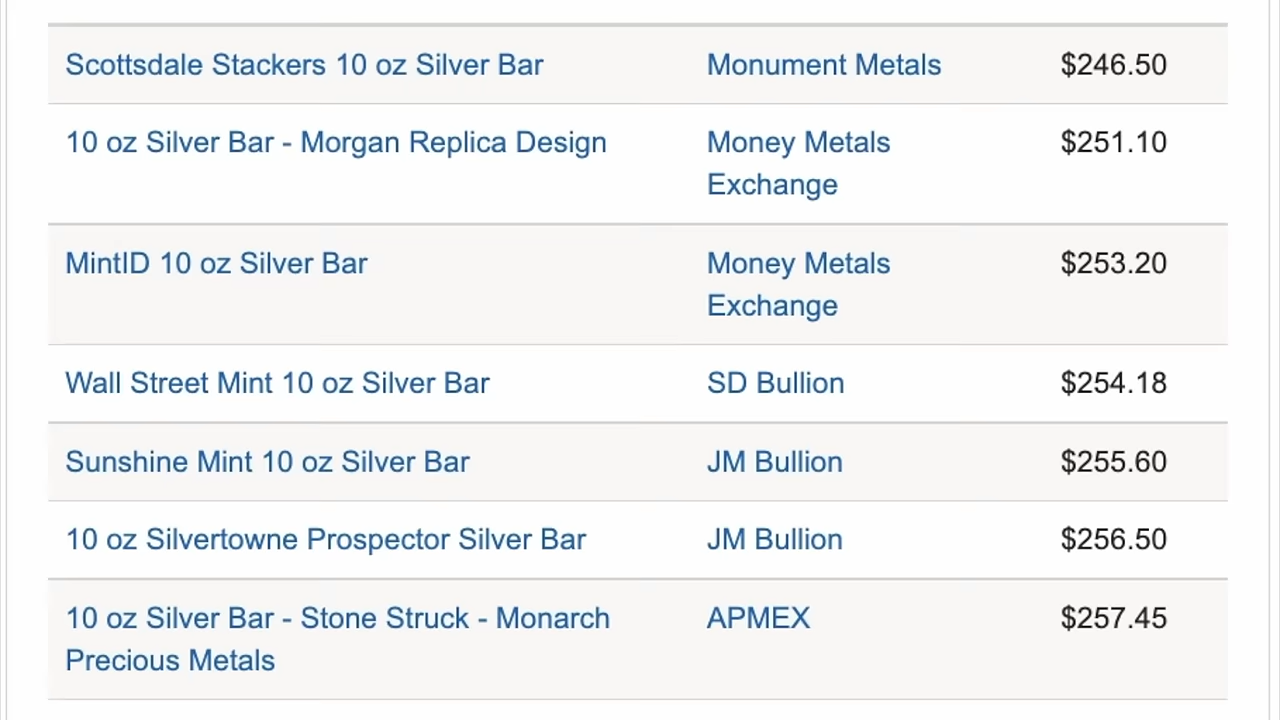 Scottsdale Stackers 10 oz Silver Bar Monument Metals $246.50
10 oz Silver Bar - Morgan Replica Design Money Metals $251.10
Exchange
MintID 10 oz Silver Bar Money Metals $253.20
Exchange
Wall Street Mint 10 oz Silver Bar SD Bullion $254.18
Sunshine Mint 10 oz Silver Bar JM Bullion $255.60
10 oz Silvertowne Prospector Silver Bar JM Bullion $256.50
10 oz Silver Bar - Stone Struck - Monarch APMEX $257.45
Precious Metals